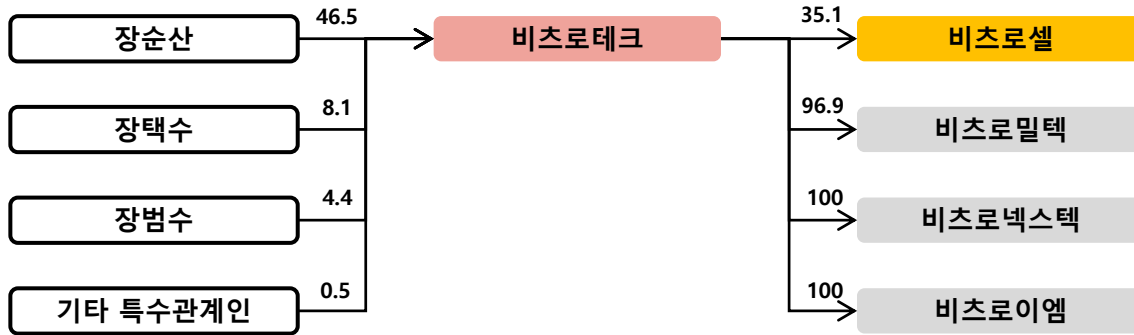 46.5
35.1
장순산
비츠로테크
비츠로셀
8.1
96.9
장택수
비츠로밀텍
4.4
100
장범수
비츠로넥스텍
0.5
100
기타 특수관계인
비츠로이엠